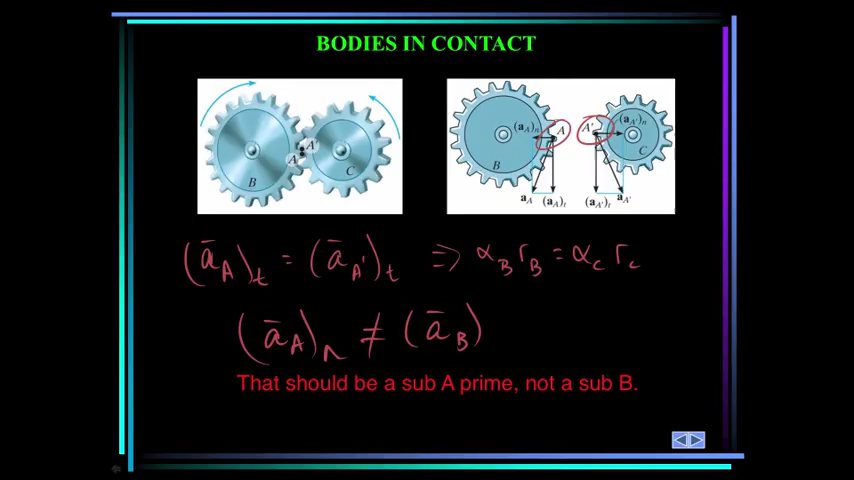 BODIES IN CONTACT
A A' B C
(a_A)_n A A' (a_A')_n
B C
a_A (a_A)_t (a_A')_t a_A'
(ā_A)_t = (ā_A')_t ⇒ α_B r_B = α_C r_C
(ā_A)_n ≠ (ā_B)
That should be a sub A prime, not a sub B.